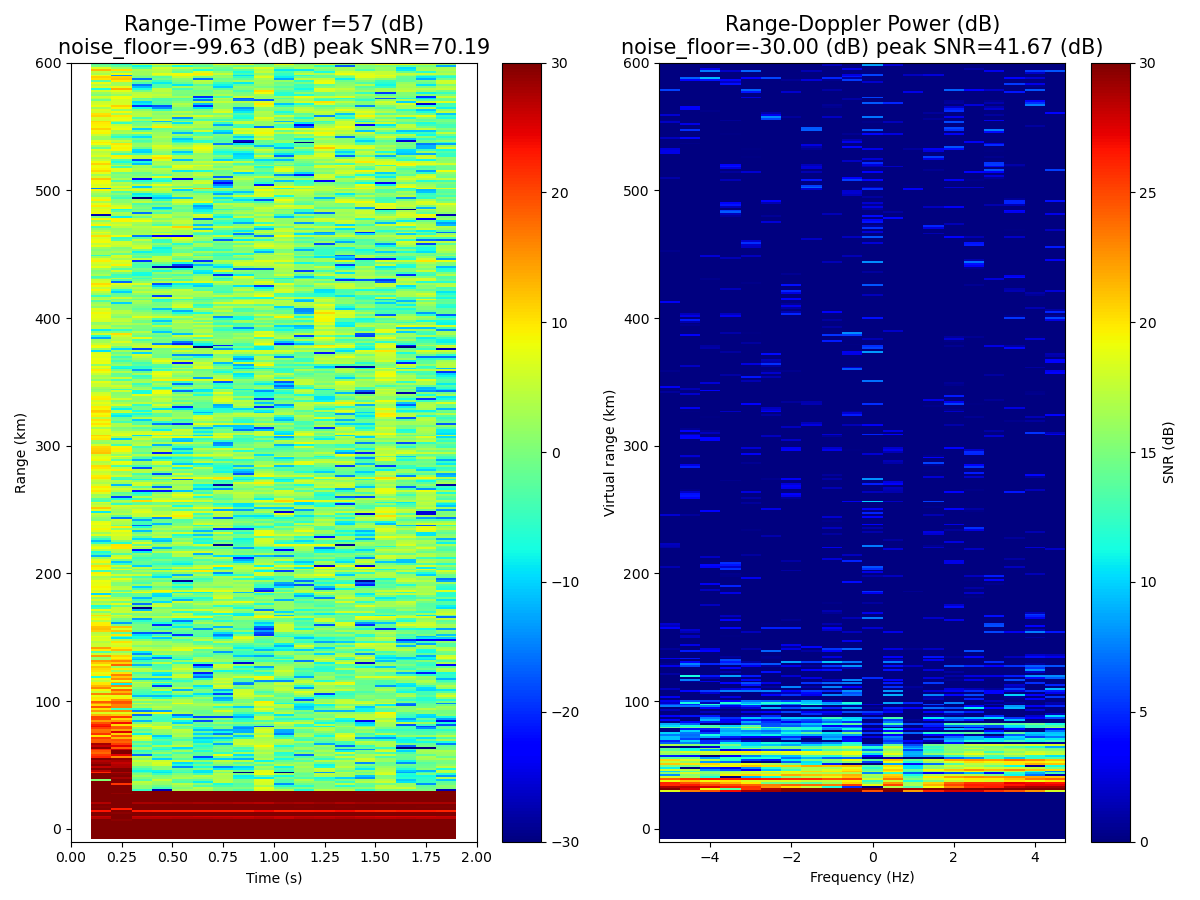 Range-Time Power f=57 (dB)
noise_floor=-99.63 (dB) peak SNR=70.19
Range (km)
600
500
400
300
200
100
0
0.00 0.25 0.50 0.75 1.00 1.25 1.50 1.75 2.00
Time (s)
30
20
10
0
−10
−20
−30
Range-Doppler Power (dB)
noise_floor=-30.00 (dB) peak SNR=41.67 (dB)
Virtual range (km)
600
500
400
300
200
100
0
−4 −2 0 2 4
Frequency (Hz)
30
25
20
15
10
5
0
SNR (dB)